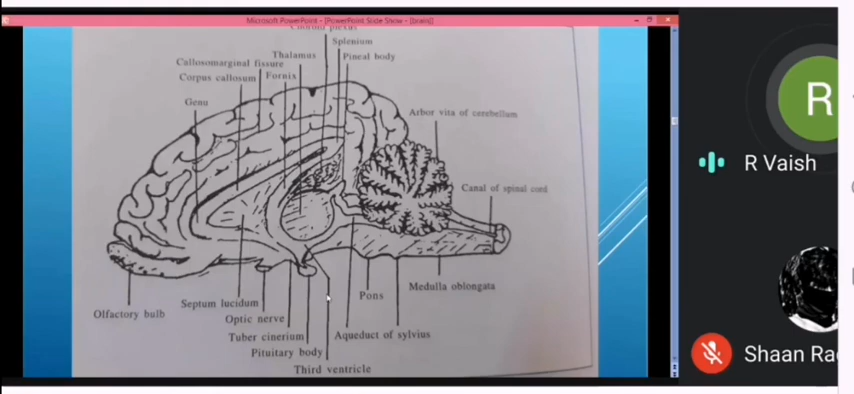 Microsoft PowerPoint - [PowerPoint Slide Show - [brain]]
Choroid plexus
Splenium
Thalamus
Pineal body
Callosomarginal fissure
Corpus callosum
Fornix
Genu
Arbor vita of cerebellum
Canal of spinal cord
Olfactory bulb
Septum lucidum
Optic nerve
Tuber cinerium
Pituitary body
Third ventricle
Pons
Aqueduct of sylvius
Medulla oblongata
R
R Vaish
Shaan Ra